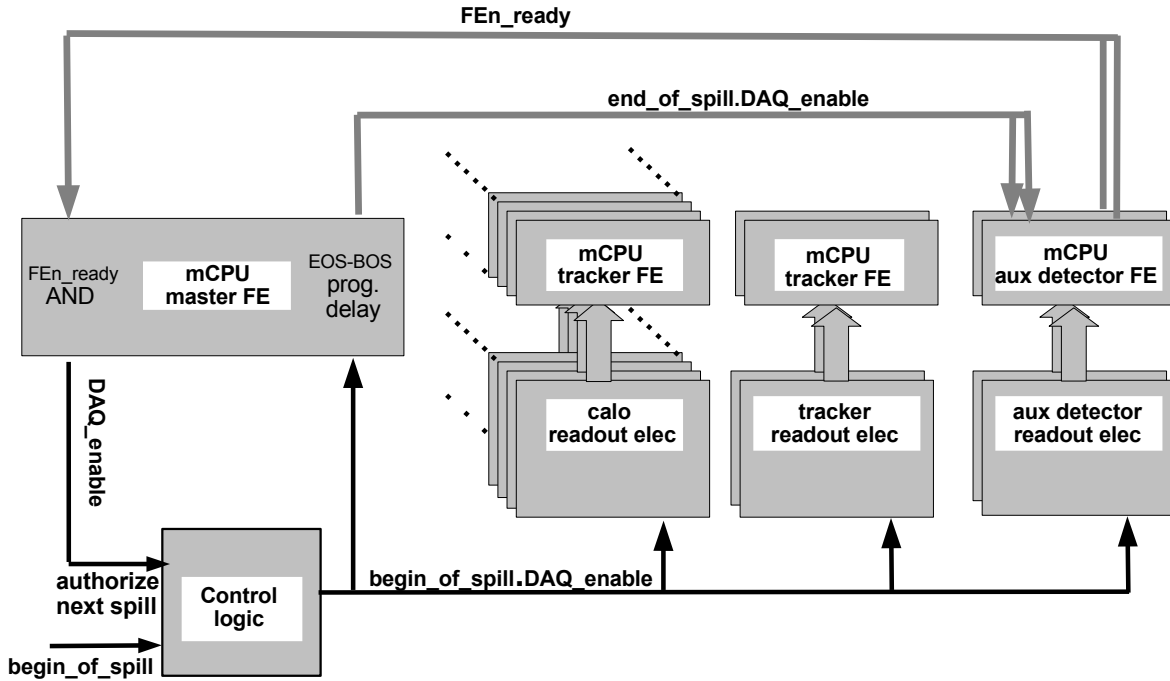 FEn_ready
end_of_spill.DAQ_enable
FEn_ready
AND
mCPU
master FE
EOS-BOS
prog.
delay
mCPU
tracker FE
mCPU
tracker FE
mCPU
aux detector FE
calo
readout elec
tracker
readout elec
aux detector
readout elec
DAQ_enable
authorize
next spill
begin_of_spill
Control
logic
begin_of_spill.DAQ_enable